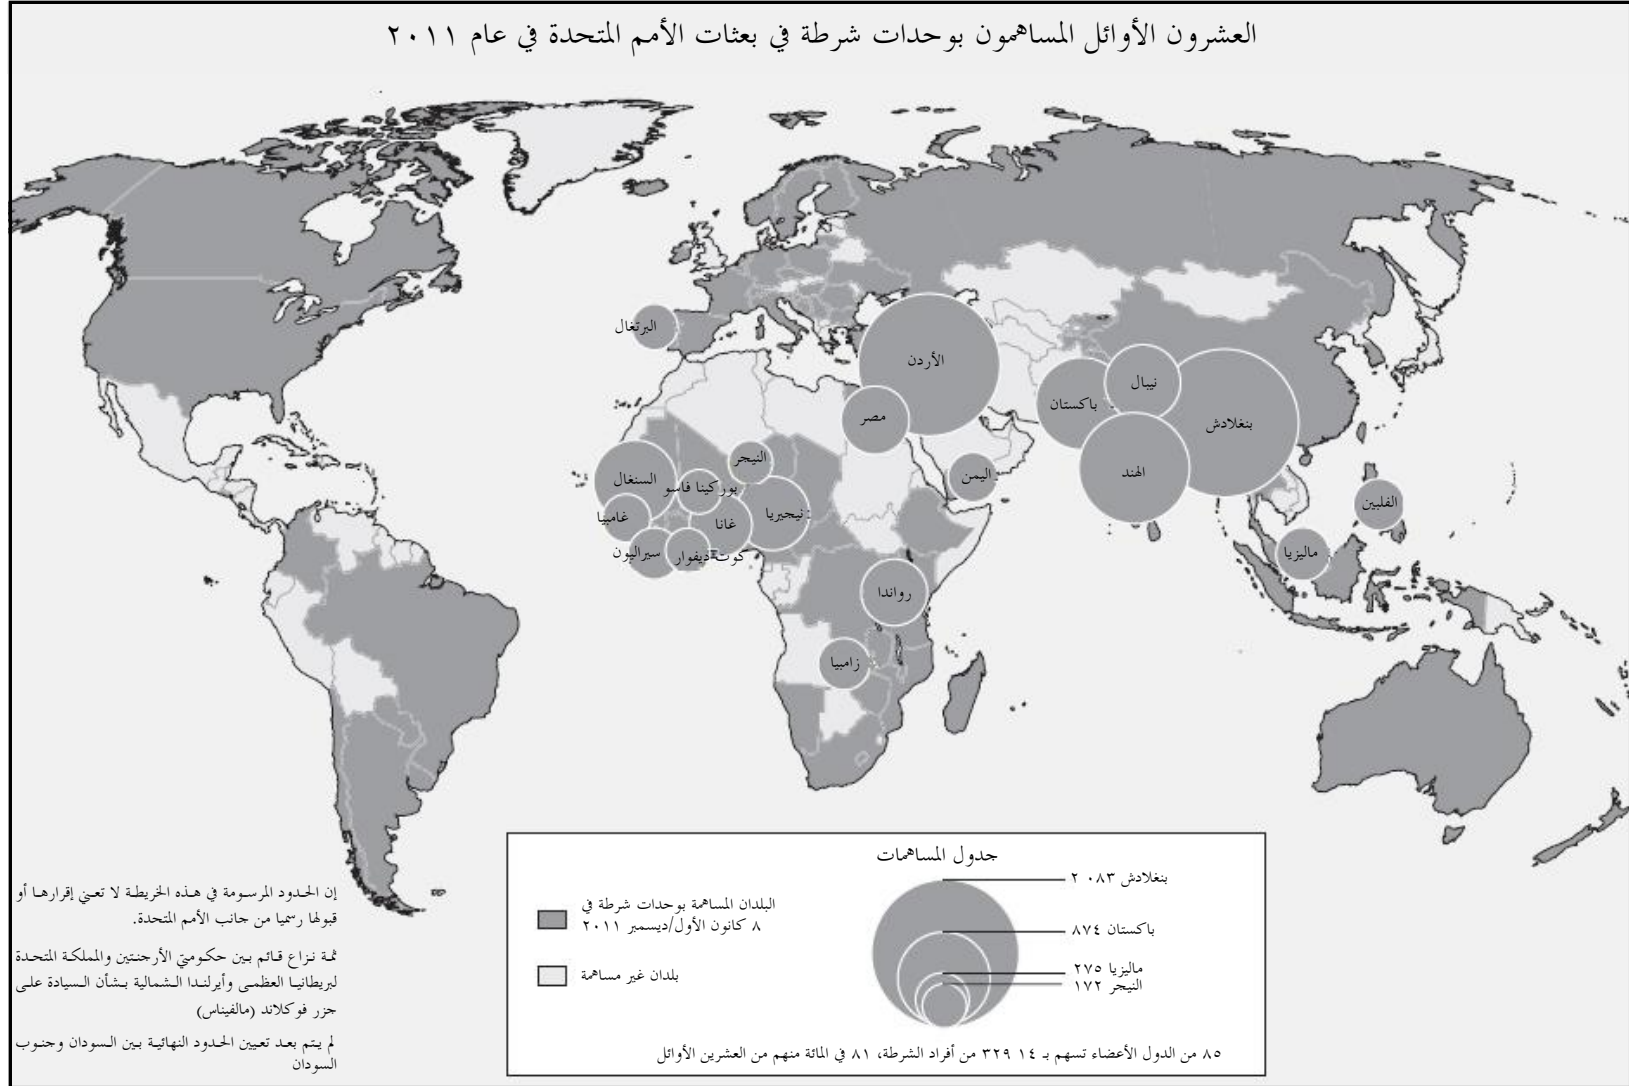 العشرون الأوائل المساهمون بوحدات شرطة في بعثات الأمم المتحدة في عام ٢٠١١
البرتغال
الأردن
نيبال
باكستان
مصر
بنغلادش
النيجر
الهند
اليمن
السنغال
بوركينا فاسو
الفلبين
غامبيا
غانا
نيجيريا
سيراليون
كوت ديفوار
ماليزيا
رواندا
زامبيا
جدول المساهمات
بنغلادش ٢ ٠٨٣
باكستان ٨٧٤
ماليزيا ٢٧٥
النيجر ١٧٢
البلدان المساهمة بوحدات شرطة في
٨ كانون الأول/ديسمبر ٢٠١١
بلدان غير مساهمة
٨٥ من الدول الأعضاء تسهم بـ ١٤ ٣٢٩ من أفراد الشرطة، ٨١ في المائة منهم من العشرين الأوائل
إن الحدود المرسومة في هذه الخريطة لا تعني إقرارها أو
قبولها رسميا من جانب الأمم المتحدة.
ثمة نزاع قائم بين حكومتي الأرجنتين والمملكة المتحدة
لبريطانيا العظمى وأيرلندا الشمالية بشأن السيادة على
جزر فوكلاند (مالفيناس)
لم يتم بعد تعيين الحدود النهائية بين السودان وجنوب
السودان